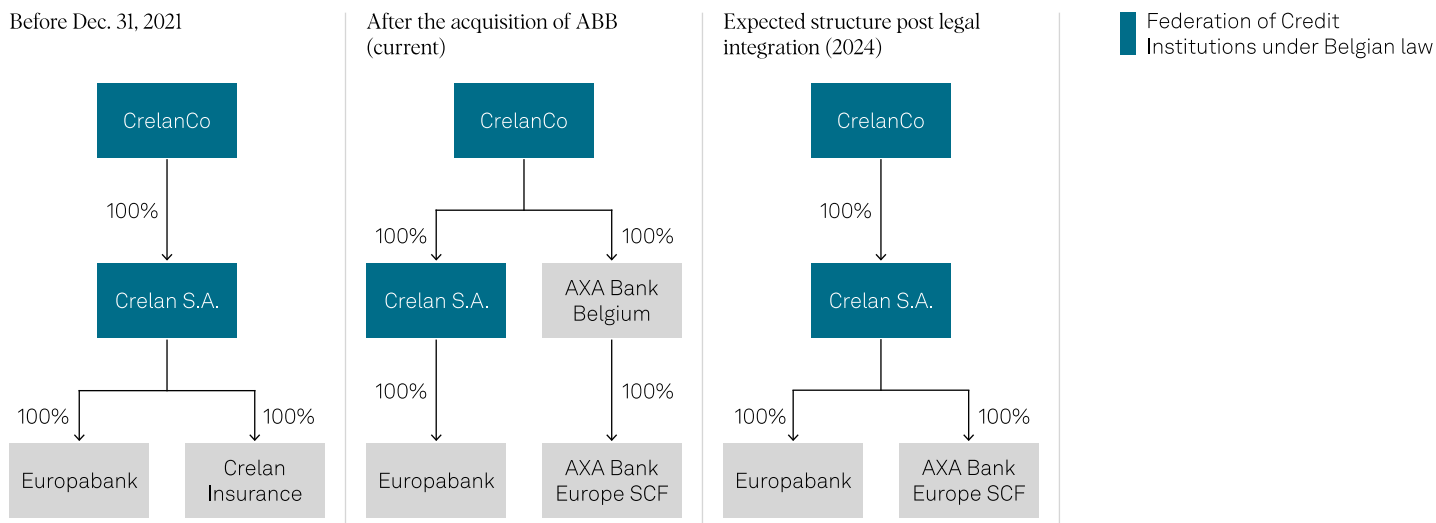 Before Dec. 31, 2021
CrelanCo
100%
Crelan S.A.
100%
100%
Europabank
Crelan
Insurance
After the acquisition of ABB
(current)
CrelanCo
100%
100%
Crelan S.A.
AXA Bank
Belgium
100%
100%
Europabank
AXA Bank
Europe SCF
Expected structure post legal
integration (2024)
CrelanCo
100%
Crelan S.A.
100%
100%
Europabank
AXA Bank
Europe SCF
Federation of Credit
Institutions under Belgian law